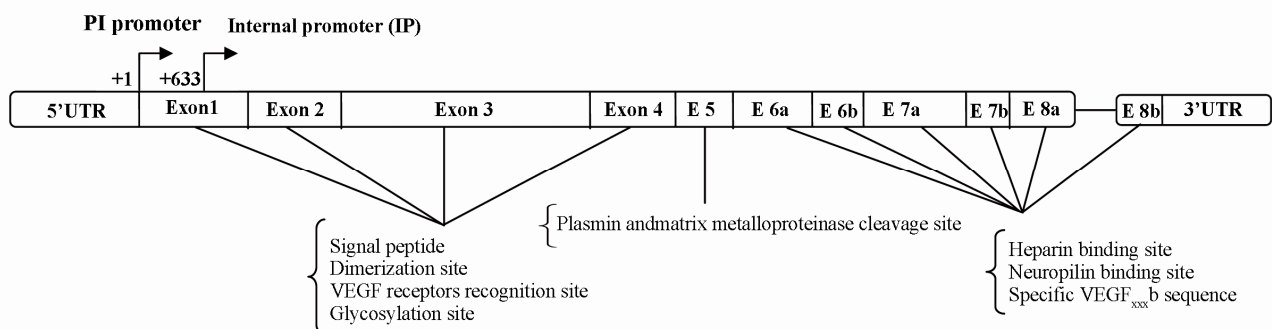 PI promoter
Internal promoter (IP)
+1
+633
5’UTR
Exon1
Exon 2
Exon 3
Exon 4
E 5
E 6a
E 6b
E 7a
E 7b
E 8a
E 8b
3’UTR
Signal peptide
Dimerization site
VEGF receptors recognition site
Glycosylation site
Plasmin andmatrix metalloproteinase cleavage site
Heparin binding site
Neuropilin binding site
Specific VEGFxxxb sequence